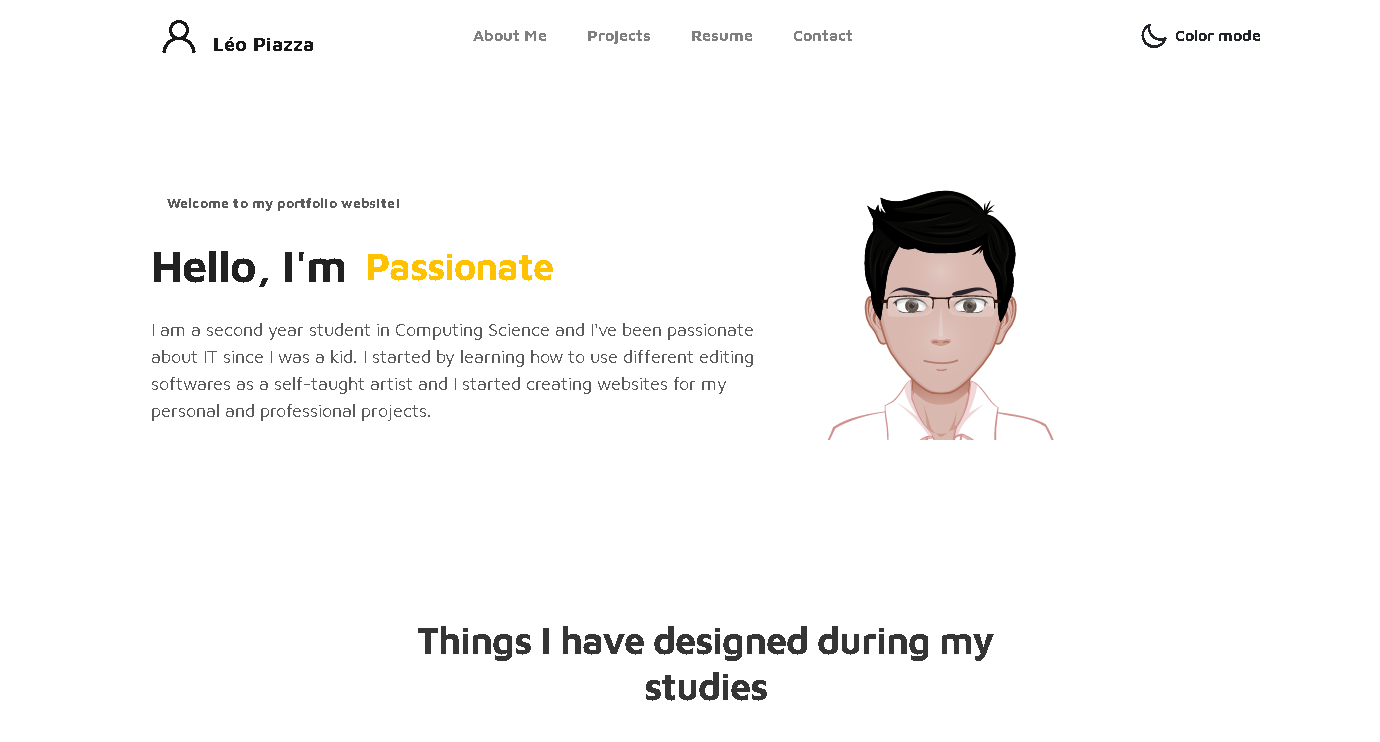 Léo Piazza
About Me
Projects
Resume
Contact
Color mode
Welcome to my portfolio website!
Hello, I'm Passionate
I am a second year student in Computing Science and I've been passionate
about IT since I was a kid. I started by learning how to use different editing
softwares as a self-taught artist and I started creating websites for my
personal and professional projects.
Things I have designed during my
studies